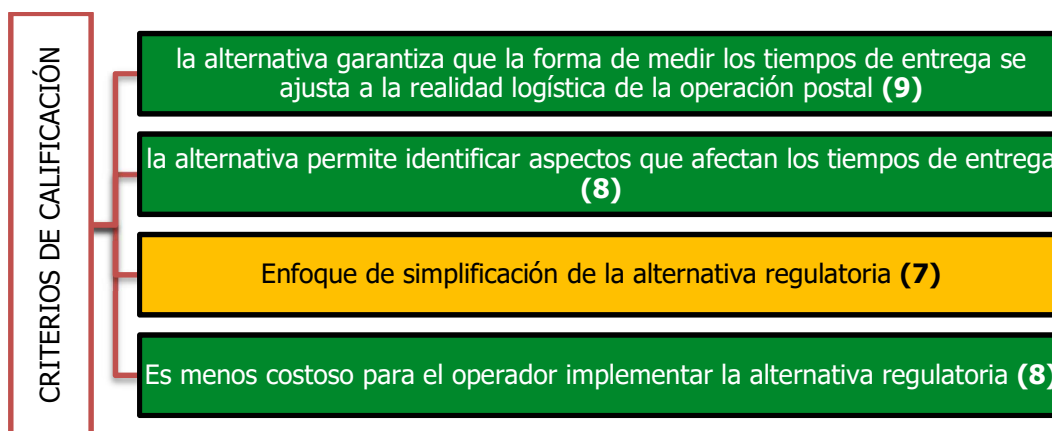 CRITERIOS DE CALIFICACIÓN
la alternativa garantiza que la forma de medir los tiempos de entrega se
ajusta a la realidad logística de la operación postal (9)
la alternativa permite identificar aspectos que afectan los tiempos de entrega
(8)
Enfoque de simplificación de la alternativa regulatoria (7)
Es menos costoso para el operador implementar la alternativa regulatoria (8)